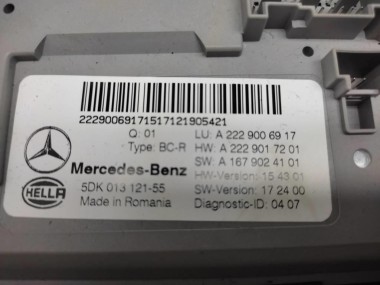 22290069171517121905421
Q: 01
LU: A 222 900 69 17
Type: BC-R
HW: A 222 901 72 01
Mercedes-Benz
SW: A 167 902 41 01
HW-Version: 15 43 01
HELLA
5DK 013 121-55
SW-Version: 17 24 00
Made in Romania
Diagnostic-ID: 04 07